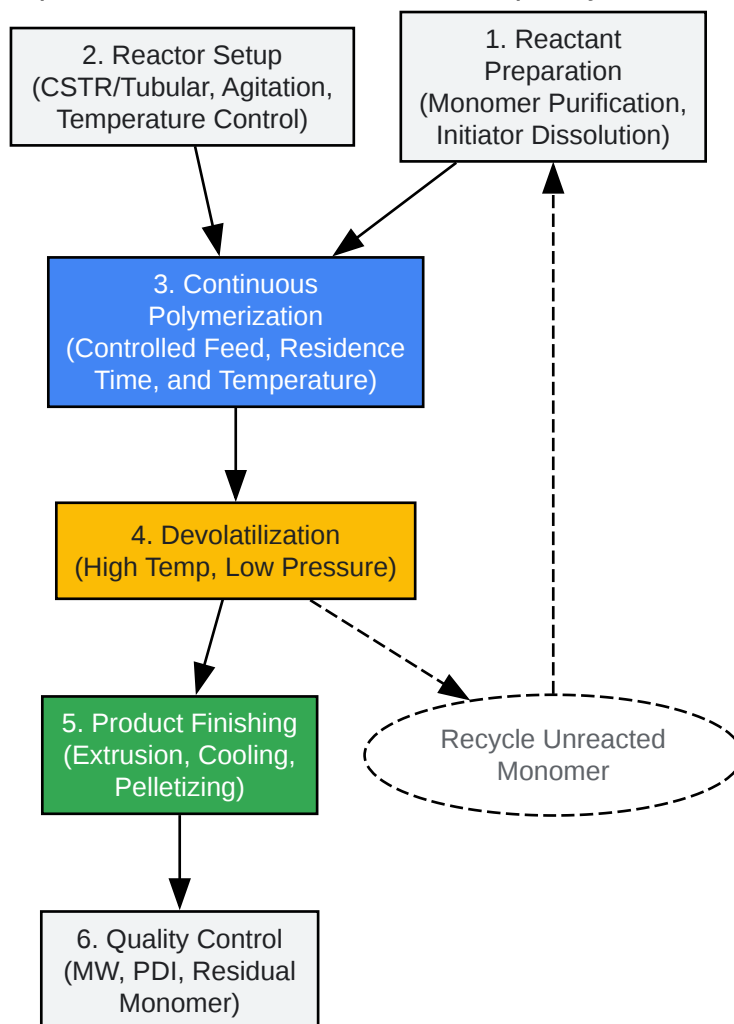 2. Reactor Setup
(CSTR/Tubular, Agitation,
Temperature Control)
1. Reactant
Preparation
(Monomer Purification,
Initiator Dissolution)
3. Continuous
Polymerization
(Controlled Feed, Residence
Time, and Temperature)
4. Devolatilization
(High Temp, Low Pressure)
5. Product Finishing
(Extrusion, Cooling,
Pelletizing)
Recycle Unreacted
Monomer
6. Quality Control
(MW, PDI, Residual
Monomer)